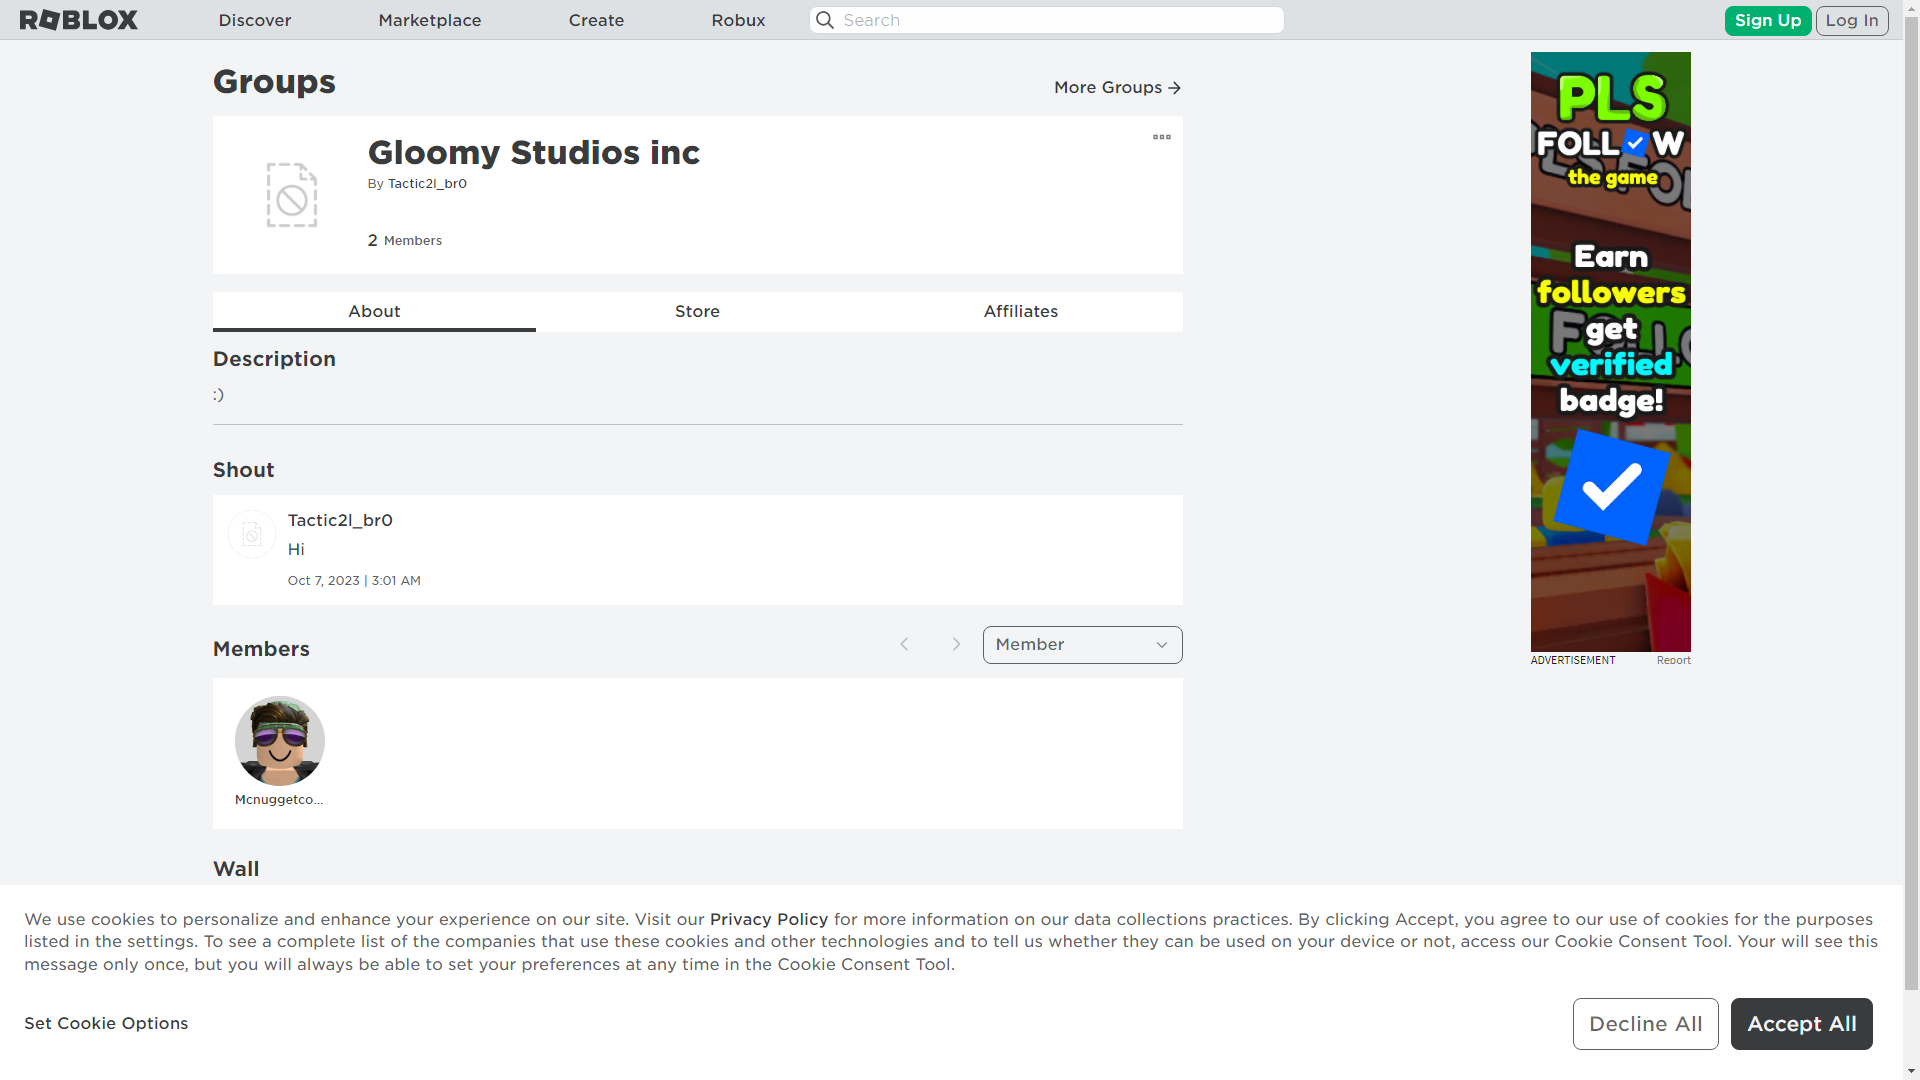 ROBLOX
Discover
Marketplace
Create
Robux
Search
Sign Up
Log In
Groups
More Groups
Gloomy Studios inc
By Tactic2l_br0
2 Members
About
Store
Affiliates
Description
:)
Shout
Tactic2l_br0
Hi
Oct 7, 2023 | 3:01 AM
Members
Member
Mcnuggetco...
Wall
PLS
FOLLOW
the game
Earn
followers
get
verified
badge!
ADVERTISEMENT
Report
We use cookies to personalize and enhance your experience on our site. Visit our Privacy Policy for more information on our data collections practices. By clicking Accept, you agree to our use of cookies for the purposes
listed in the settings. To see a complete list of the companies that use these cookies and other technologies and to tell us whether they can be used on your device or not, access our Cookie Consent Tool. Your will see this
message only once, but you will always be able to set your preferences at any time in the Cookie Consent Tool.
Set Cookie Options
Decline All
Accept All